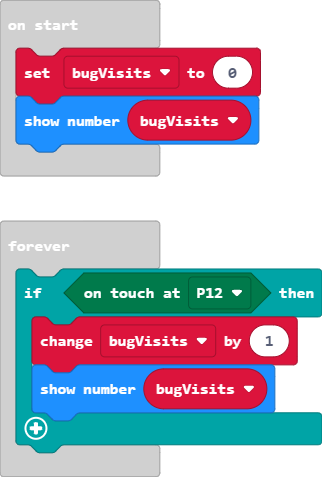 on start
set bugVisits to 0
show number bugVisits
forever
if on touch at P12 then
change bugVisits by 1
show number bugVisits